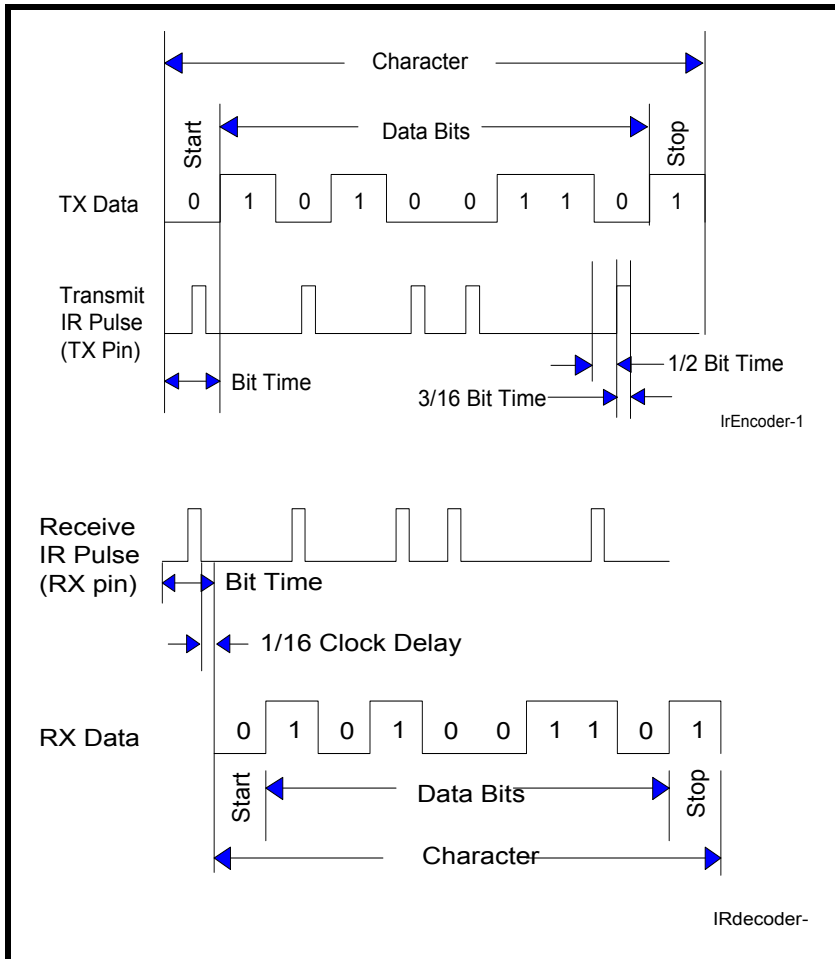 Character
Start
Data Bits
Stop
TX Data
0 1 0 1 0 0 1 1 0 1
Transmit
IR Pulse
(TX Pin)
Bit Time
1/2 Bit Time
3/16 Bit Time
IrEncoder-1
Receive
IR Pulse
(RX pin)
Bit Time
1/16 Clock Delay
RX Data
0 1 0 1 0 0 1 1 0 1
Start
Data Bits
Stop
Character
IRdecoder-